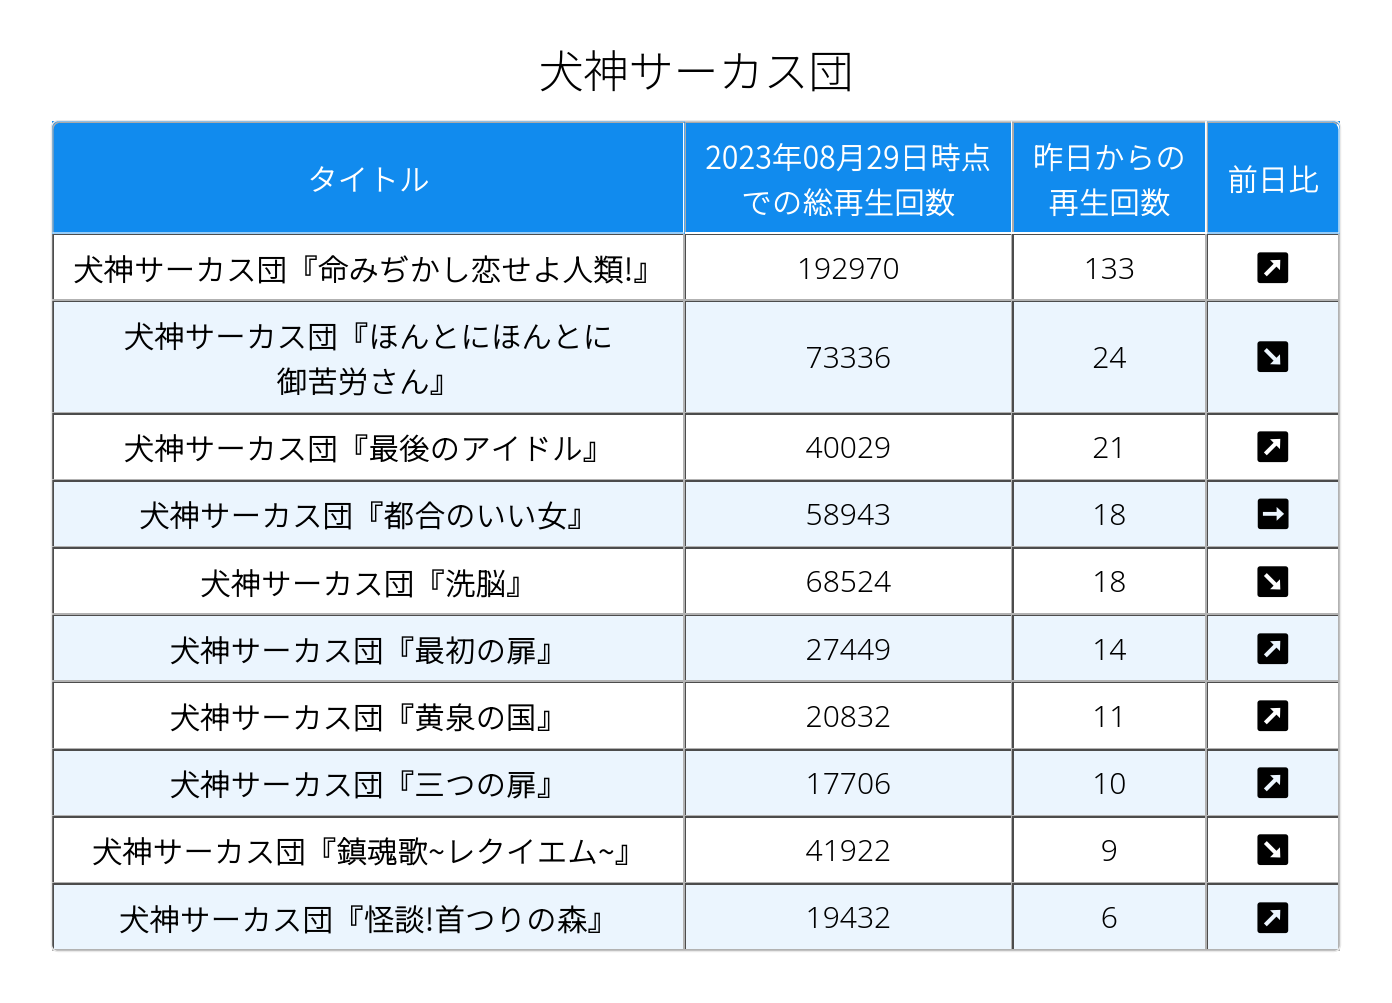 犬神サーカス団
タイトル
2023年08月29日時点
での総再生回数
昨日からの
再生回数
前日比
犬神サーカス団『命みぢかし恋せよ人類!』
192970
133
↗
犬神サーカス団『ほんとにほんとに
御苦労さん』
73336
24
↘
犬神サーカス団『最後のアイドル』
40029
21
↗
犬神サーカス団『都合のいい女』
58943
18
→
犬神サーカス団『洗脳』
68524
18
↘
犬神サーカス団『最初の扉』
27449
14
↗
犬神サーカス団『黄泉の国』
20832
11
↗
犬神サーカス団『三つの扉』
17706
10
↗
犬神サーカス団『鎮魂歌~レクイエム~』
41922
9
↘
犬神サーカス団『怪談!首つりの森』
19432
6
↗